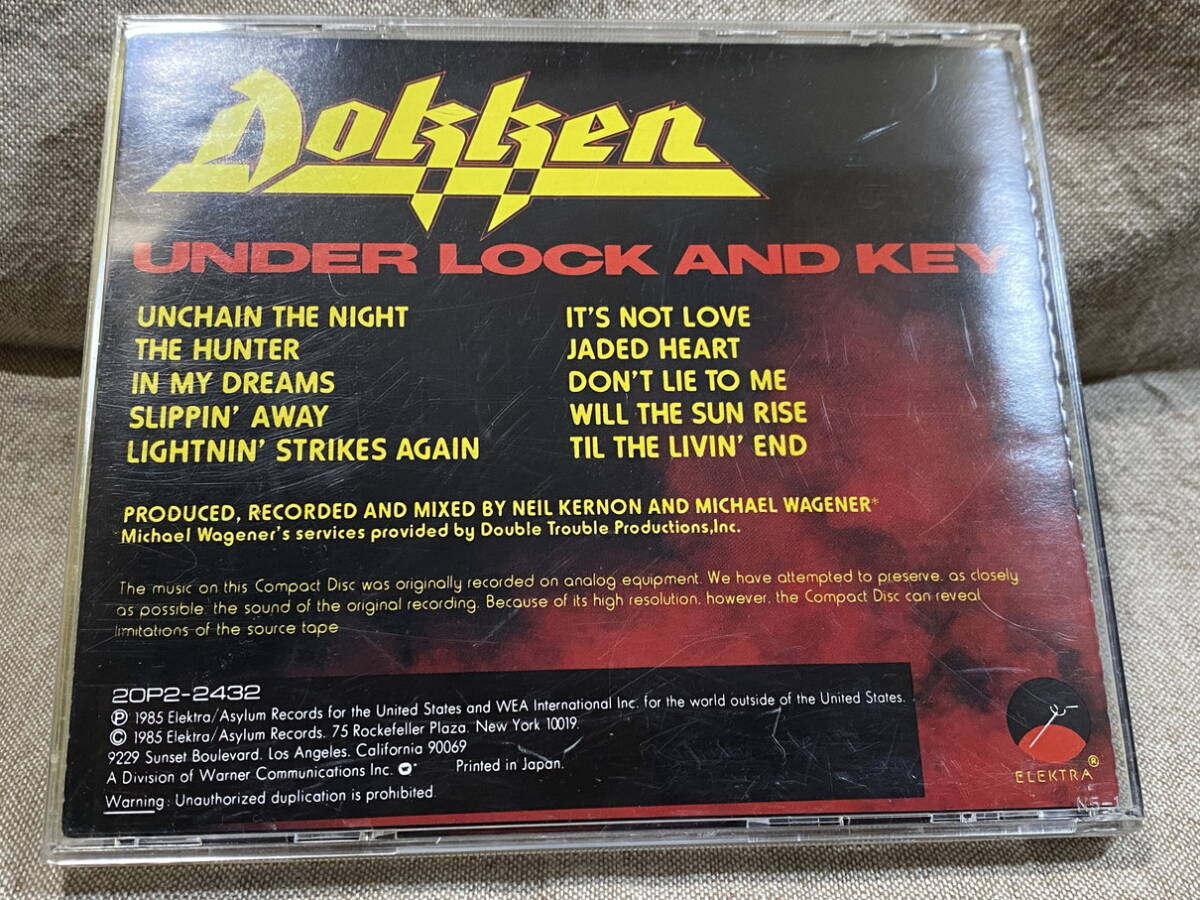 Dokken
UNDER LOCK AND KEY
UNCHAIN THE NIGHT
THE HUNTER
IN MY DREAMS
SLIPPIN' AWAY
LIGHTNIN' STRIKES AGAIN
IT'S NOT LOVE
JADED HEART
DON'T LIE TO ME
WILL THE SUN RISE
TIL THE LIVIN' END
PRODUCED, RECORDED AND MIXED BY NEIL KERNON AND MICHAEL WAGENER*
Michael Wagener's services provided by Double Trouble Productions,Inc.
The music on this Compact Disc was originally recorded on analog equipment. We have attempted to preserve, as closely
as possible, the sound of the original recording. Because of its high resolution, however, the Compact Disc can reveal
limitations of the source tape
20P2-2432
℗ 1985 Elektra/Asylum Records for the United States and WEA International Inc. for the world outside of the United States.
© 1985 Elektra/Asylum Records, 75 Rockefeller Plaza, New York 10019.
9229 Sunset Boulevard, Los Angeles, California 90069
A Division of Warner Communications Inc. Printed in Japan.
Warning: Unauthorized duplication is prohibited.
ELEKTRA®